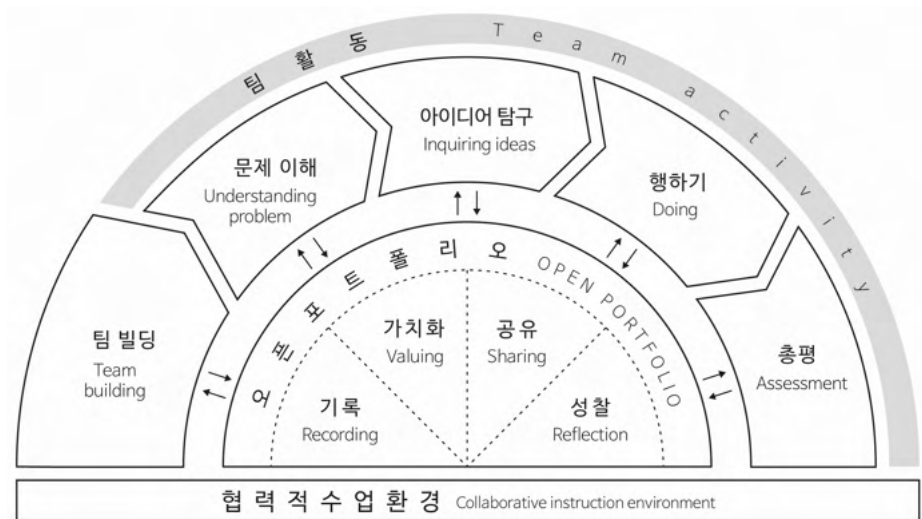 팀 활동 Team activity
팀 빌딩
Team
building
문제 이해
Understanding
problem
아이디어 탐구
Inquiring ideas
행하기
Doing
총평
Assessment
오픈포트폴리오 OPEN PORTFOLIO
기록
Recording
가치화
Valuing
공유
Sharing
성찰
Reflection
협력적수업환경 Collaborative instruction environment